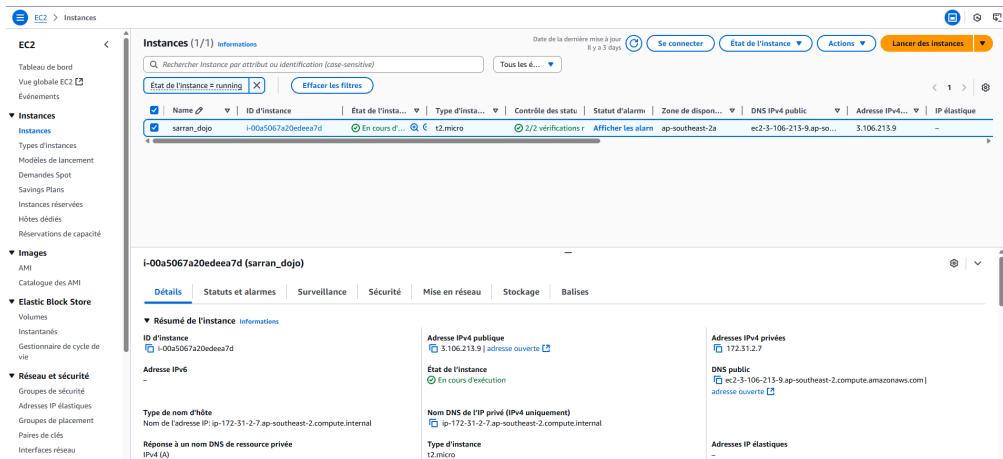 EC2 > Instances
EC2
Tableau de bord
Vue globale EC2
Événements
Instances
Instances
Types d'instances
Modèles de lancement
Demandes Spot
Savings Plans
Instances réservées
Hôtes dédiés
Réservations de capacité
Images
AMI
Catalogue des AMI
Elastic Block Store
Volumes
Instantanés
Gestionnaire de cycle de
vie
Réseau et sécurité
Groupes de sécurité
Adresses IP élastiques
Groupes de placement
Paires de clés
Interfaces réseau
Instances (1/1) Informations
Date de la dernière mise à jour
Il y a 3 days
Se connecter
État de l'instance
Actions
Lancer des instances
Rechercher Instance par attribut ou identification (case-sensitive)
Tous les é...
État de l'instance = running
Effacer les filtres
1
Name ID d'instance État de l'insta... Type d'insta... Contrôle des statu Statut d'alarm Zone de dispon... DNS IPv4 public Adresse IPv4... IP élastique
sarran_dojo i-00a5067a20edeea7d En cours d'... t2.micro 2/2 vérifications r Afficher les alarm ap-southeast-2a ec2-3-106-213-9.ap-so... 3.106.213.9 –
i-00a5067a20edeea7d (sarran_dojo)
Détails Statuts et alarmes Surveillance Sécurité Mise en réseau Stockage Balises
Résumé de l'instance Informations
ID d'instance
i-00a5067a20edeea7d
Adresse IPv4 publique
3.106.213.9 | adresse ouverte
Adresses IPv4 privées
172.31.2.7
Adresse IPv6
–
État de l'instance
En cours d'exécution
DNS public
ec2-3-106-213-9.ap-southeast-2.compute.amazonaws.com |
adresse ouverte
Type de nom d'hôte
Nom de l'adresse IP: ip-172-31-2-7.ap-southeast-2.compute.internal
Nom DNS de l'IP privé (IPv4 uniquement)
ip-172-31-2-7.ap-southeast-2.compute.internal
Réponse à un nom DNS de ressource privée
IPv4 (A)
Type d'instance
t2.micro
Adresses IP élastiques
–